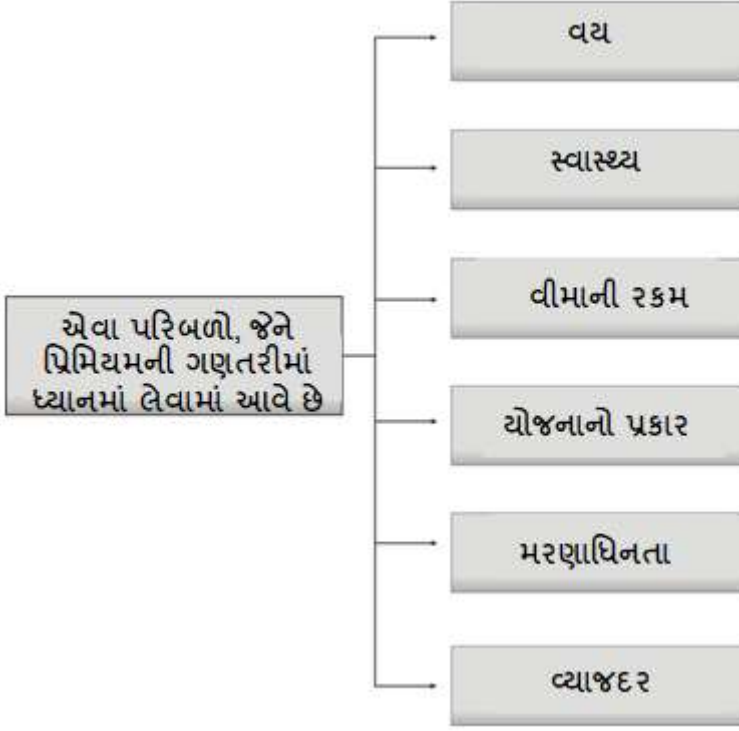 વય
સ્વાસ્થ્ય
વીમાની રકમ
એવા પરિબળો, જેને
પ્રિમિયમની ગણતરીમાં
ધ્યાનમાં લેવામાં આવે છે
યોજનાનો પ્રકાર
મરણાધિનતા
વ્યાજદર